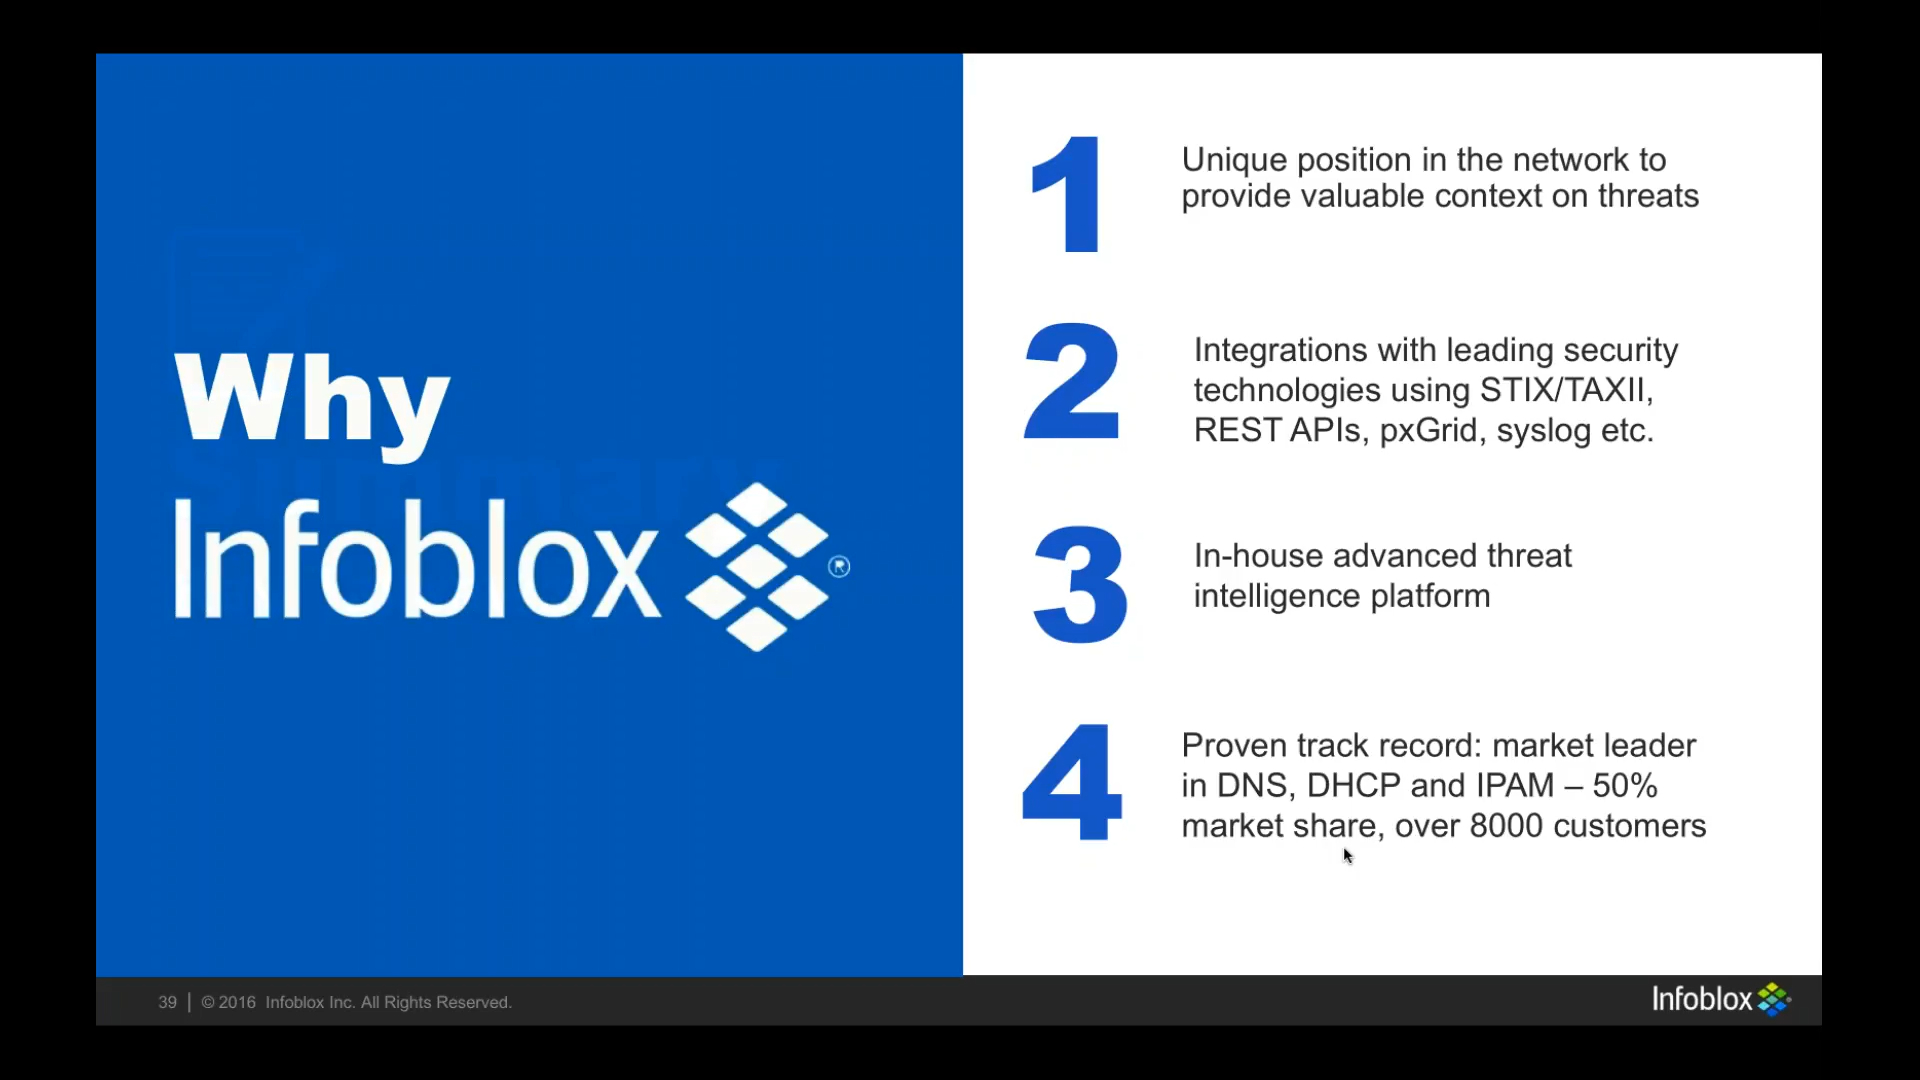 Why
Infoblox ®
1
Unique position in the network to
provide valuable context on threats
2
Integrations with leading security
technologies using STIX/TAXII,
REST APIs, pxGrid, syslog etc.
3
In-house advanced threat
intelligence platform
4
Proven track record: market leader
in DNS, DHCP and IPAM – 50%
market share, over 8000 customers
39 | © 2016 Infoblox Inc. All Rights Reserved.
Infoblox